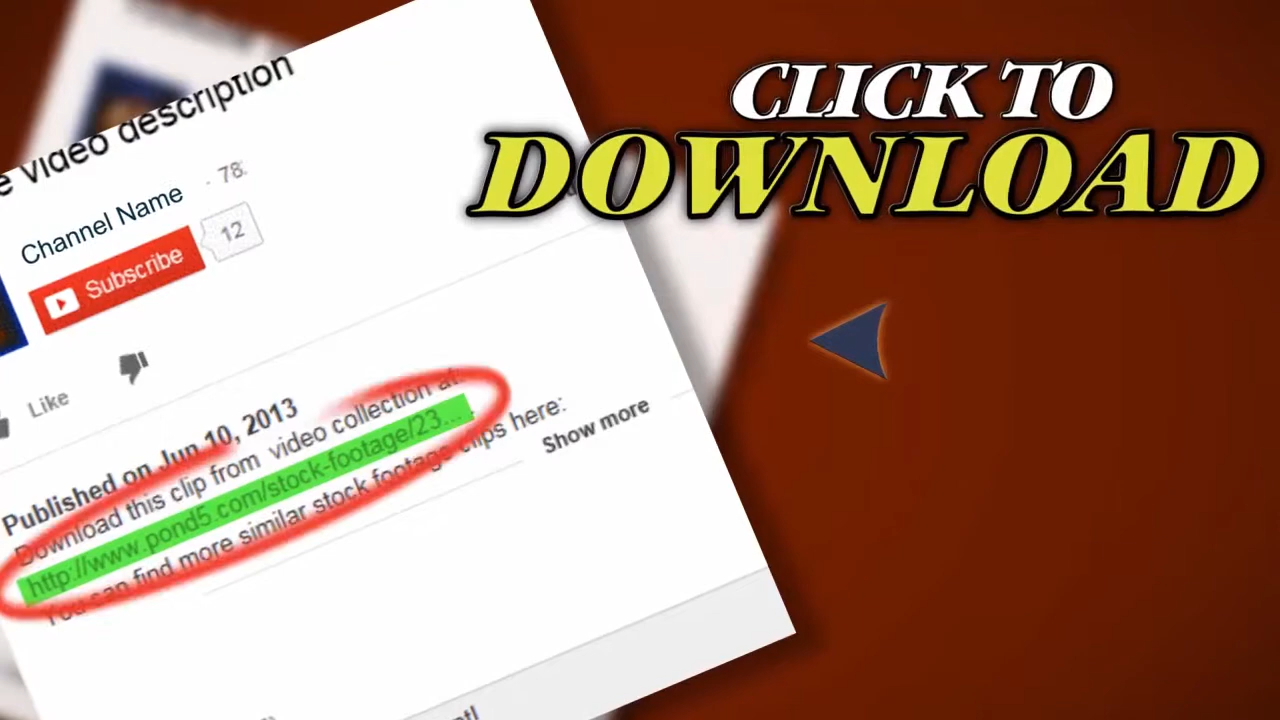 CLICK TO
DOWNLOAD
video description
Channel Name
78
Subscribe
12
Like
Published on Jun 10, 2013
Download this clip from video collection at:
http://www.pond5.com/stock-footage/23...
You can find more similar stock footage clips here:
Show more